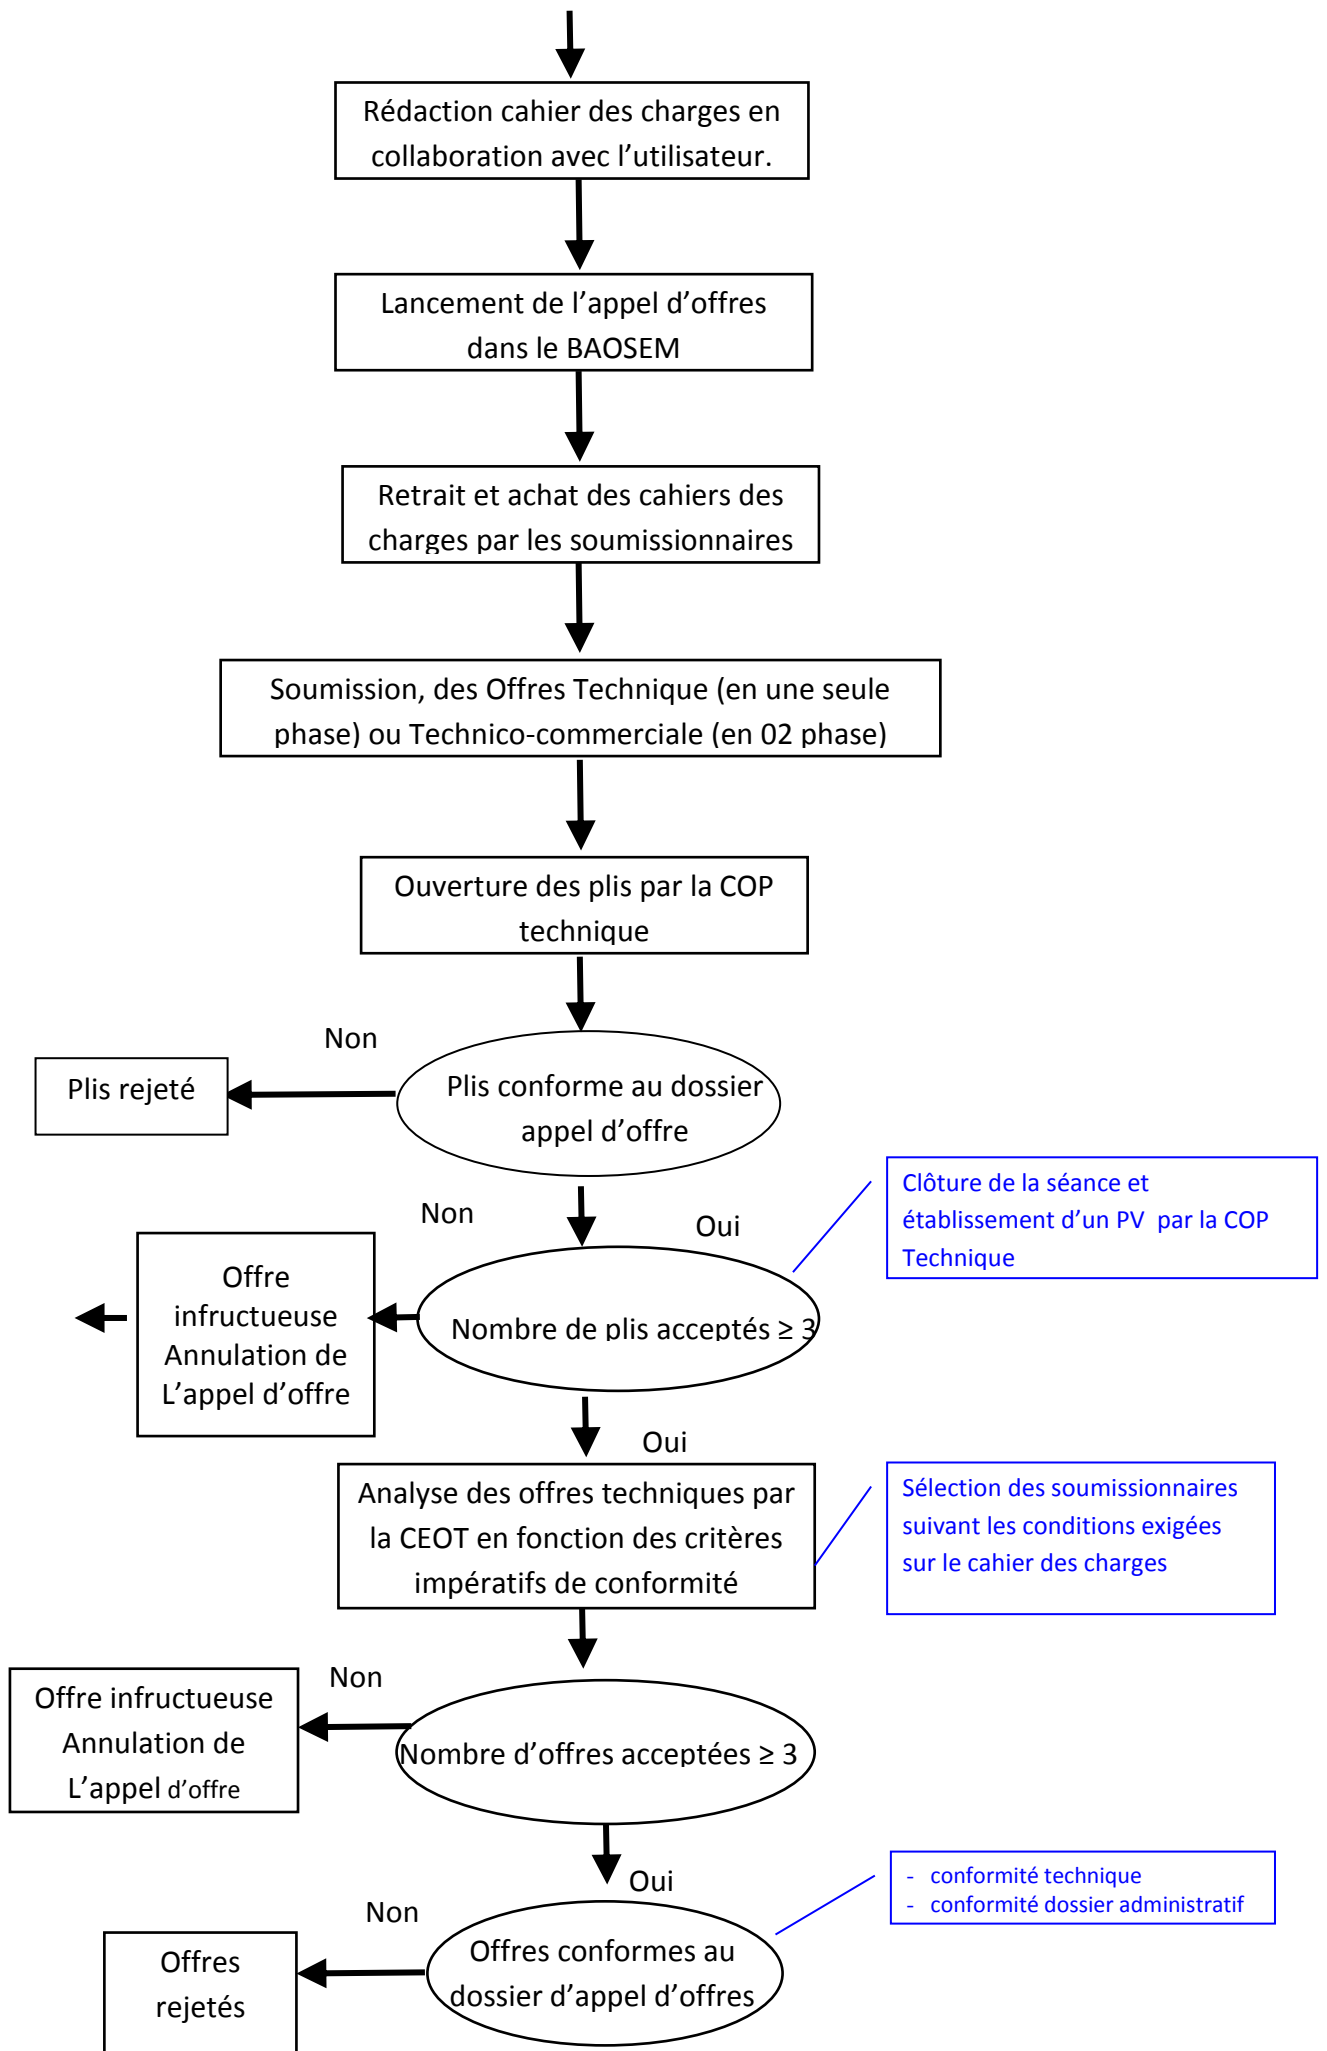 Rédaction cahier des charges en
collaboration avec l’utilisateur.
Lancement de l’appel d’offres
dans le BAOSEM
Retrait et achat des cahiers des
charges par les soumissionnaires
Soumission, des Offres Technique (en une seule
phase) ou Technico-commerciale (en 02 phase)
Ouverture des plis par la COP
technique
Non
Plis rejeté
Plis conforme au dossier
appel d’offre
Non
Oui
Clôture de la séance et
établissement d’un PV par la COP
Technique
Offre
infructueuse
Annulation de
L’appel d’offre
Nombre de plis acceptés ≥ 3
Oui
Analyse des offres techniques par
la CEOT en fonction des critères
impératifs de conformité
Sélection des soumissionnaires
suivant les conditions exigées
sur le cahier des charges
Non
Offre infructueuse
Annulation de
L’appel d’offre
Nombre d’offres acceptées ≥ 3
Oui
- conformité technique
- conformité dossier administratif
Non
Offres
rejetés
Offres conformes au
dossier d’appel d’offres